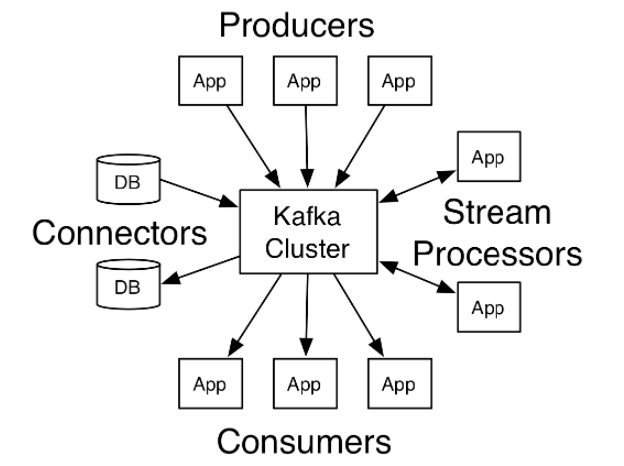 Producers
App
App
App
DB
App
Kafka
Cluster
Stream
Processors
Connectors
DB
App
App
App
App
Consumers